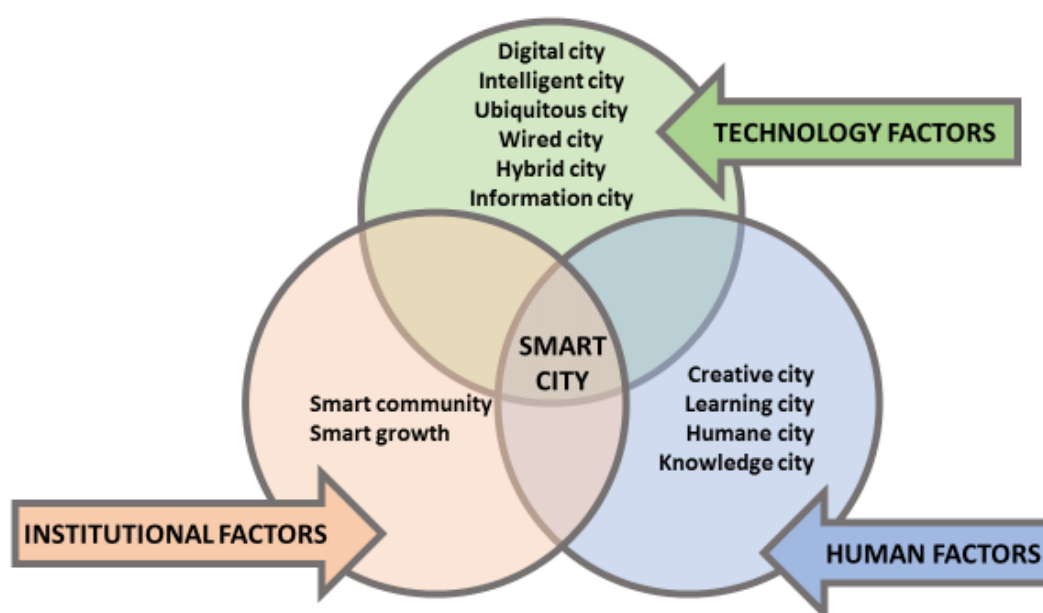 Digital city
Intelligent city
Ubiquitous city
Wired city
Hybrid city
Information city
TECHNOLOGY FACTORS
SMART
CITY
Smart community
Smart growth
Creative city
Learning city
Humane city
Knowledge city
INSTITUTIONAL FACTORS
HUMAN FACTORS